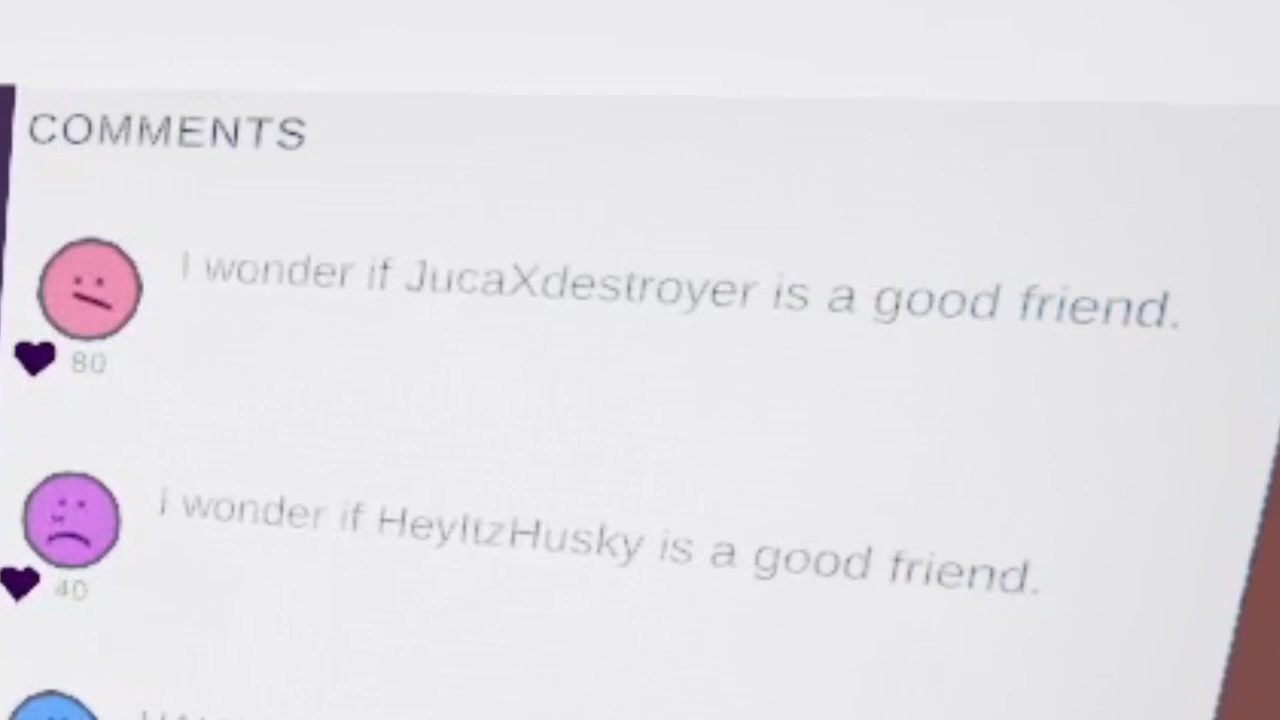 COMMENTS
I wonder if JucaXdestroyer is a good friend.
80
I wonder if HeyItzHusky is a good friend.
40